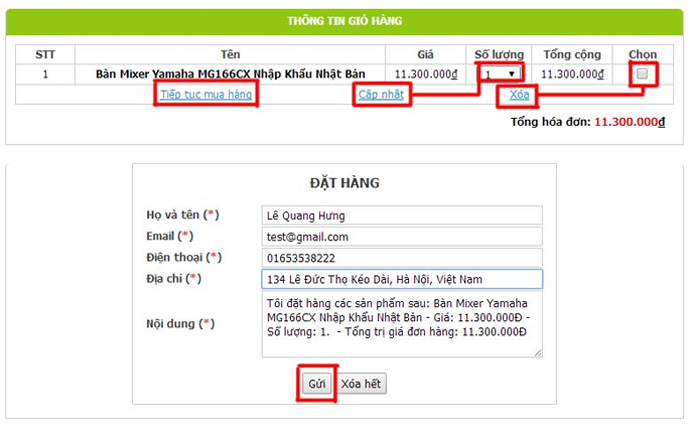 THÔNG TIN GIỎ HÀNG
STT Tên Giá Số lượng Tổng cộng Chọn
1 Bàn Mixer Yamaha MG166CX Nhập Khẩu Nhật Bản 11.300.000₫ 1 11.300.000₫
Tiếp tục mua hàng Cập nhật Xóa
Tổng hóa đơn: 11.300.000₫
ĐẶT HÀNG
Họ và tên (*) Lê Quang Hưng
Email (*) test@gmail.com
Điện thoại (*) 01653538222
Địa chỉ (*) 134 Lê Đức Thọ Kéo Dài, Hà Nội, Việt Nam
Tôi đặt hàng các sản phẩm sau: Bàn Mixer Yamaha
MG166CX Nhập Khẩu Nhật Bản - Giá: 11.300.000Đ -
Nội dung (*) Số lượng: 1. - Tổng trị giá đơn hàng: 11.300.000Đ
Gửi Xóa hết